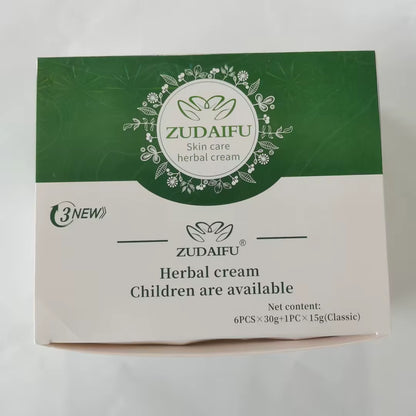 ZUDAIFU
Skin care
herbal cream
3 NEW
ZUDAIFU®
Herbal cream
Children are available
Net content:
6PCS×30g+1PC×15g(Classic)